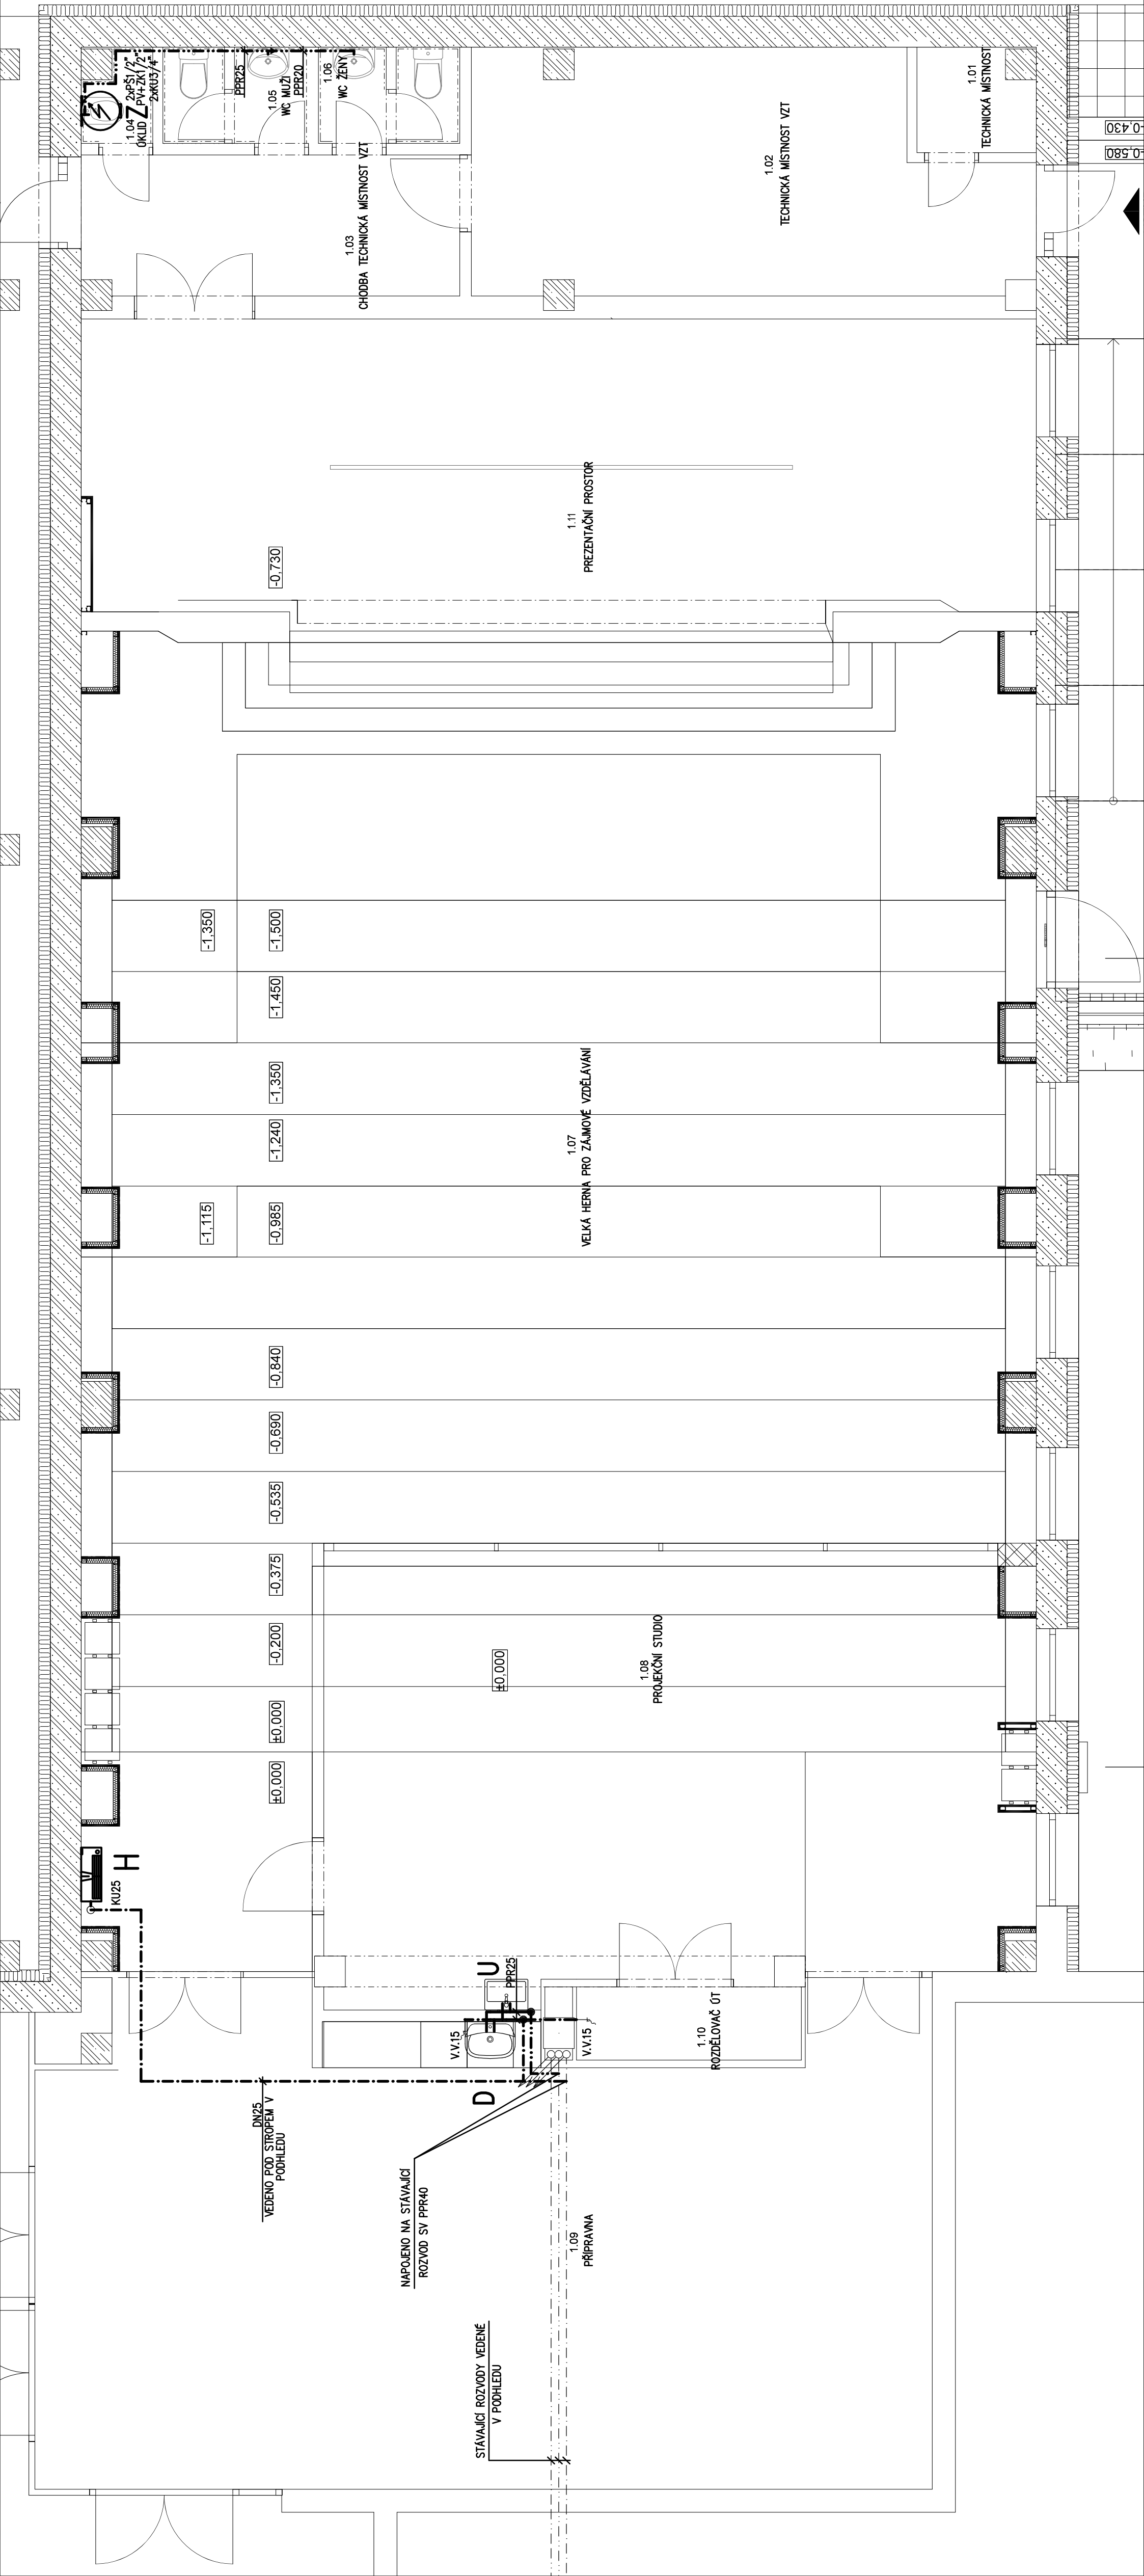 1.04
ÚKLID
Z
2xPŠ1/2"
PV+ZK1/2"
2xKU3/4"
PPR25
1.05
WC MUŽI
PPR20
1.06
WC ŽENY
1.03
CHODBA TECHNICKÁ MÍSTNOST VZT
1.02
TECHNICKÁ MÍSTNOST VZT
1.01
TECHNICKÁ MÍSTNOST
-0,430
-0,580
1.11
PREZENTAČNÍ PROSTOR
-0,730
-1,350
-1,500
-1,450
-1,350
-1,240
-1,115
-0,985
1.07
VELKÁ HERNA PRO ZÁJMOVÉ VZDĚLÁVÁNÍ
-0,840
-0,690
-0,535
-0,375
-0,200
±0,000
±0,000
±0,000
1.08
PROJEKČNÍ STUDIO
H
KU25
U
PPR25
V.V.15
V.V.15
D
1.10
ROZDĚLOVAČ ÚT
DN25
VEDENO POD STROPEM V
PODHLEDU
NAPOJENO NA STÁVAJÍCÍ
ROZVOD SV PPR40
1.09
PŘÍPRAVNA
STÁVAJÍCÍ ROZVODY VEDENÉ
V PODHLEDU